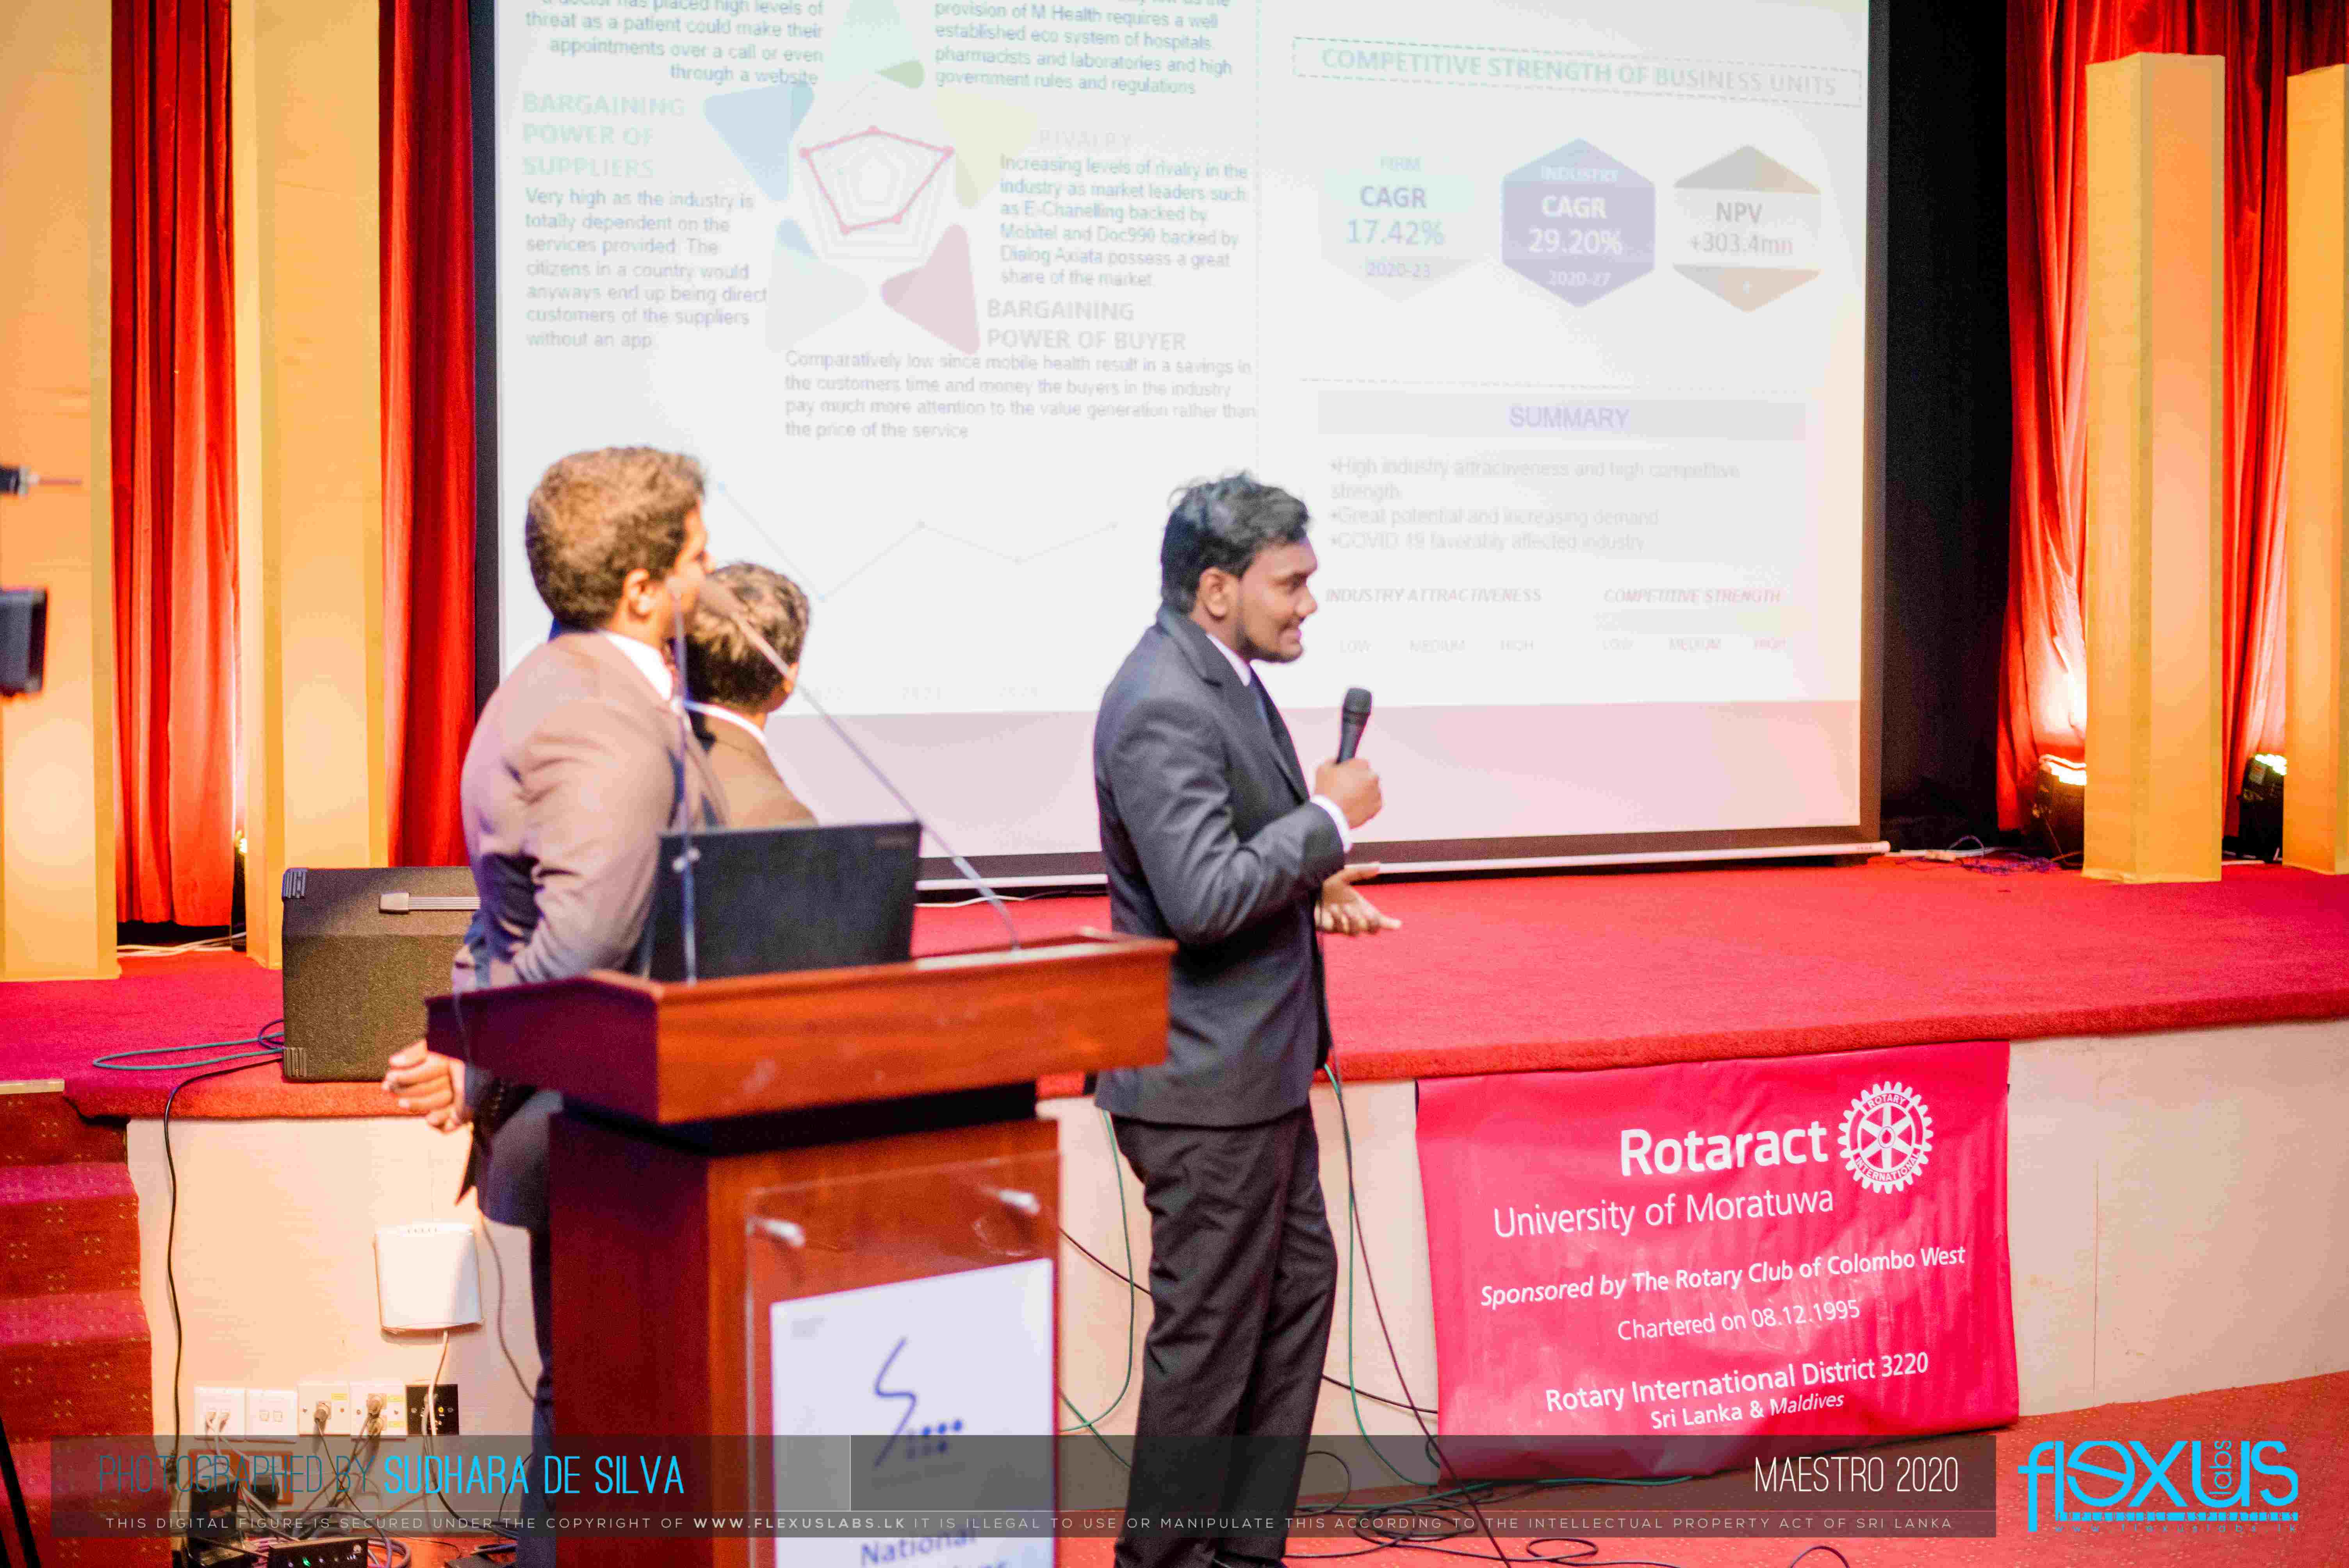 a doctor has placed high levels of
threat as a patient could make their
appointments over a call or even
through a website
provision of M Health requires a well
established eco system of hospitals,
pharmacists and laboratories and high
government rules and regulations
BARGAINING
POWER OF
SUPPLIERS
Very high as the industry is
totally dependent on the
services provided. The
citizens in a country would
anyways end up being direct
customers of the suppliers
without an app
RIVALRY
Increasing levels of rivalry in the
industry as market leaders such
as E-Chanelling backed by
Mobitel and Doc990 backed by
Dialog Axiata possess a great
share of the market.
BARGAINING
POWER OF BUYER
Comparatively low since mobile health result in a savings in
the customers time and money the buyers in the industry
pay much more attention to the value generation rather than
the price of the service
COMPETITIVE STRENGTH OF BUSINESS UNITS
FIRM
CAGR
17.42%
2020-23
INDUSTRY
CAGR
29.20%
2020-27
NPV
+303.4mn
SUMMARY
•High industry attractiveness and high competitive
strength
•Great potential and increasing demand
•COVID 19 favorably affected industry
INDUSTRY ATTRACTIVENESS
COMPETITIVE STRENGTH
LOW MEDIUM HIGH
LOW MEDIUM HIGH
Rotaract
ROTARY
INTERNATIONAL
University of Moratuwa
Sponsored by The Rotary Club of Colombo West
Chartered on 08.12.1995
Rotary International District 3220
Sri Lanka & Maldives
National
PHOTOGRAPHED BY SUDHARA DE SILVA
MAESTRO 2020
flexus labs
THIS DIGITAL FIGURE IS SECURED UNDER THE COPYRIGHT OF WWW.FLEXUSLABS.LK IT IS ILLEGAL TO USE OR MANIPULATE THIS ACCORDING TO THE INTELLECTUAL PROPERTY ACT OF SRI LANKA
www.flexuslabs.lk